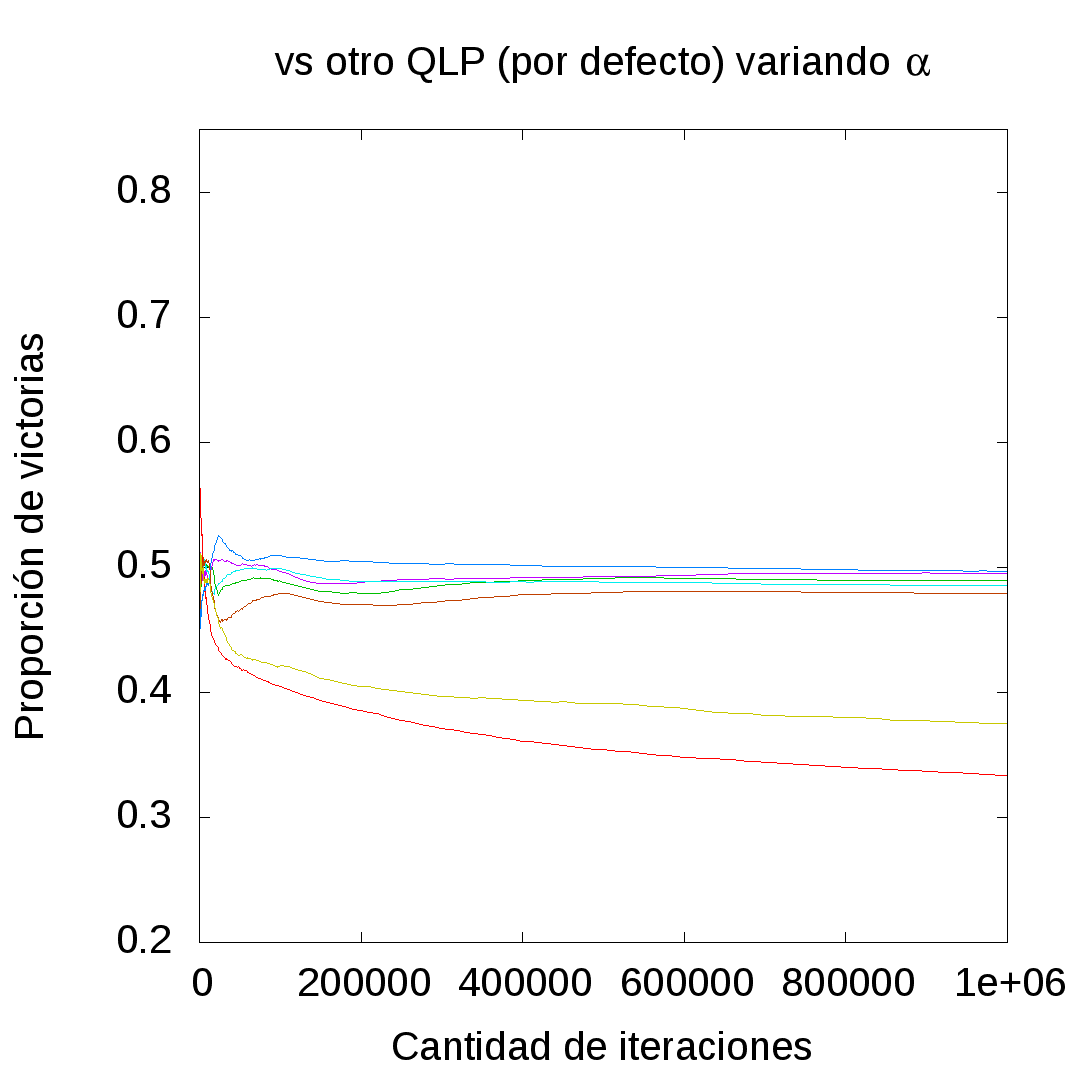 vs otro QLP (por defecto) variando α
0.8
0.7
0.6
0.5
0.4
0.3
0.2
Proporción de victorias
0 200000 400000 600000 800000 1e+06
Cantidad de iteraciones